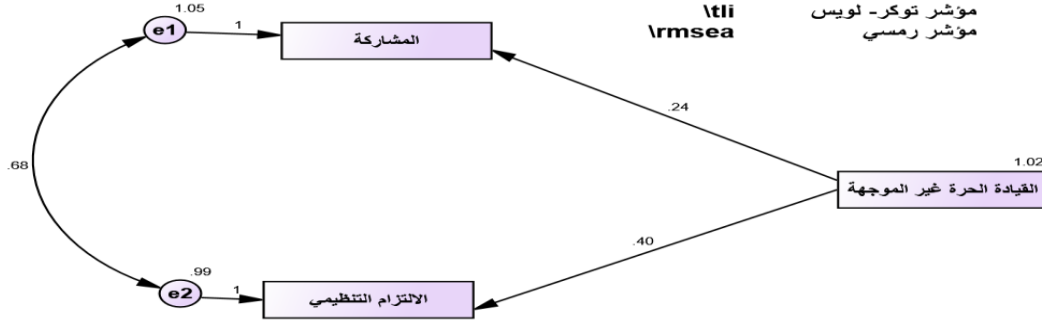 مؤشر توكر- لويس \tli
مؤشر رمسي \rmsea
1.05
e1
1
المشاركة
.24
1.02
القيادة الحرة غير الموجهة
.68
.40
.99
e2
1
الالتزام التنظيمي